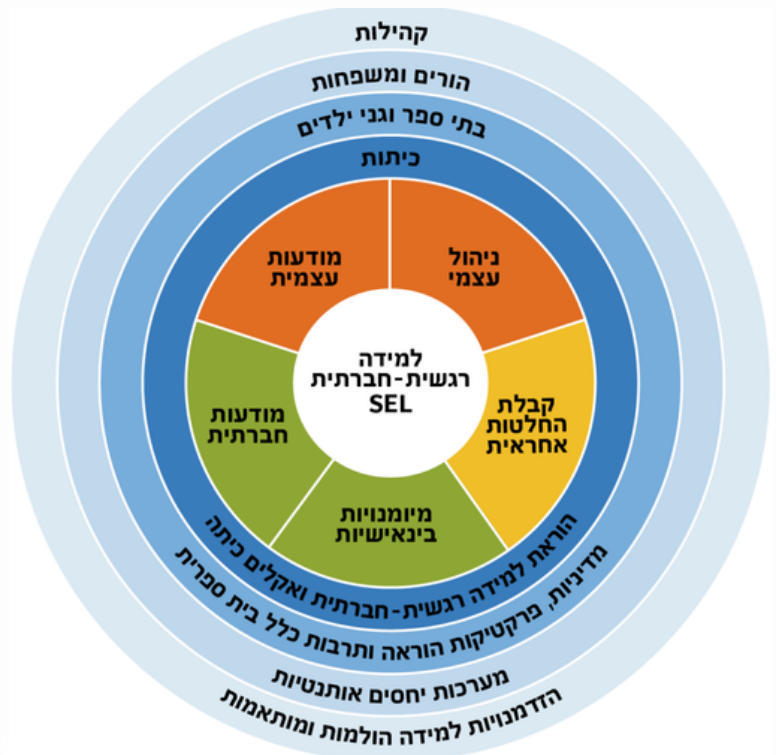 קהילות
הורים ומשפחות
בתי ספר וגני ילדים
כיתות
ניהול
עצמי
מודעות
עצמית
למידה
רגשית-חברתית
SEL
קבלת
החלטות
אחראית
מודעות
חברתית
מיומנויות
בינאישיות
הוראת למידה רגשית-חברתית ואקלים כיתה
מדיניות, פרקטיקות הוראה ותרבות כלל בית ספרית
מערכות יחסים אותנטיות
הזדמנויות למידה הולמות ומותאמות